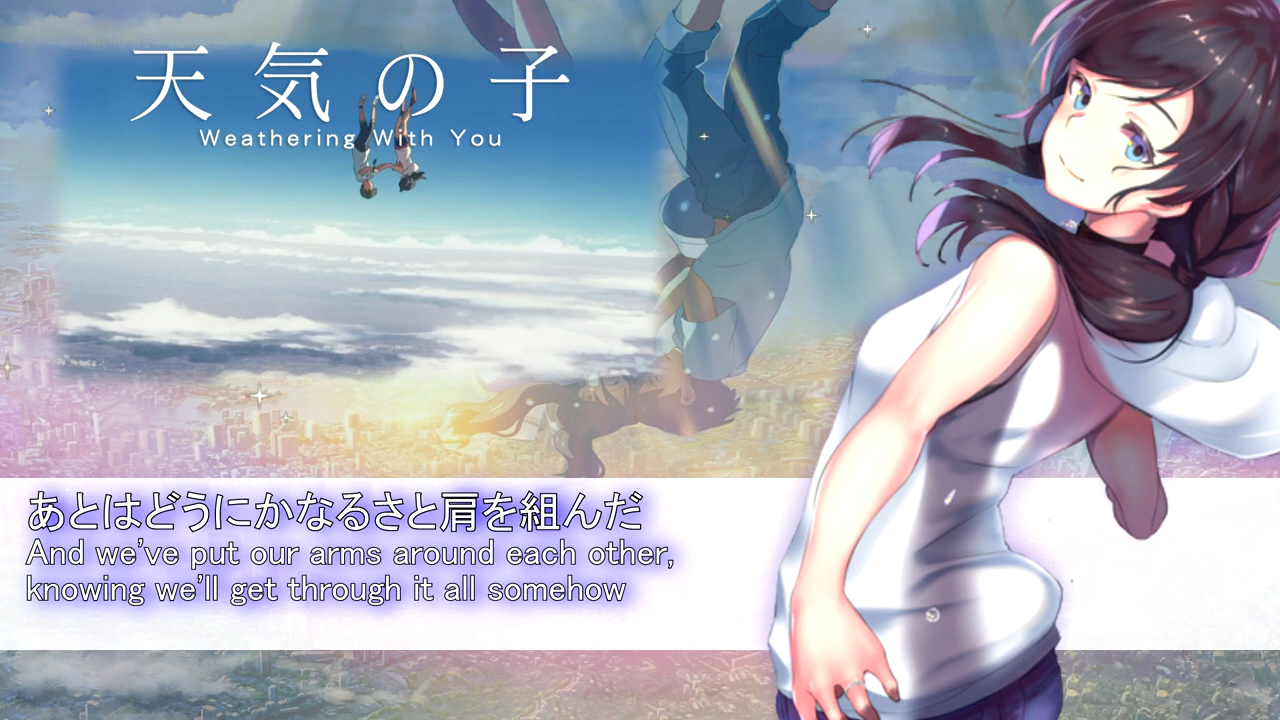 天気の子
Weathering With You
あとはどうにかなるさと肩を組んだ
And we've put our arms around each other,
knowing we'll get through it all somehow